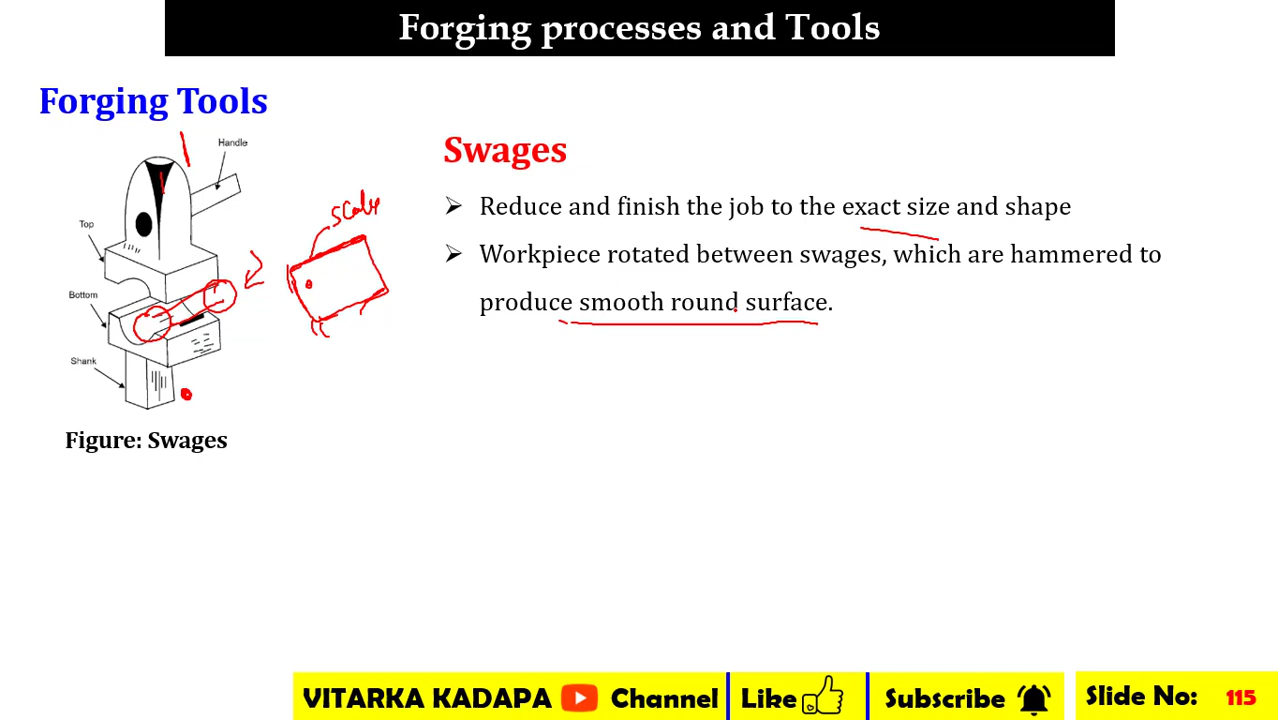 Forging processes and Tools
Forging Tools
Handle
Top
Bottom
Shank
Figure: Swages
Swages
➢ Reduce and finish the job to the exact size and shape
➢ Workpiece rotated between swages, which are hammered to
produce smooth round surface.
VITARKA KADAPA Channel
Like
Subscribe
Slide No: 115